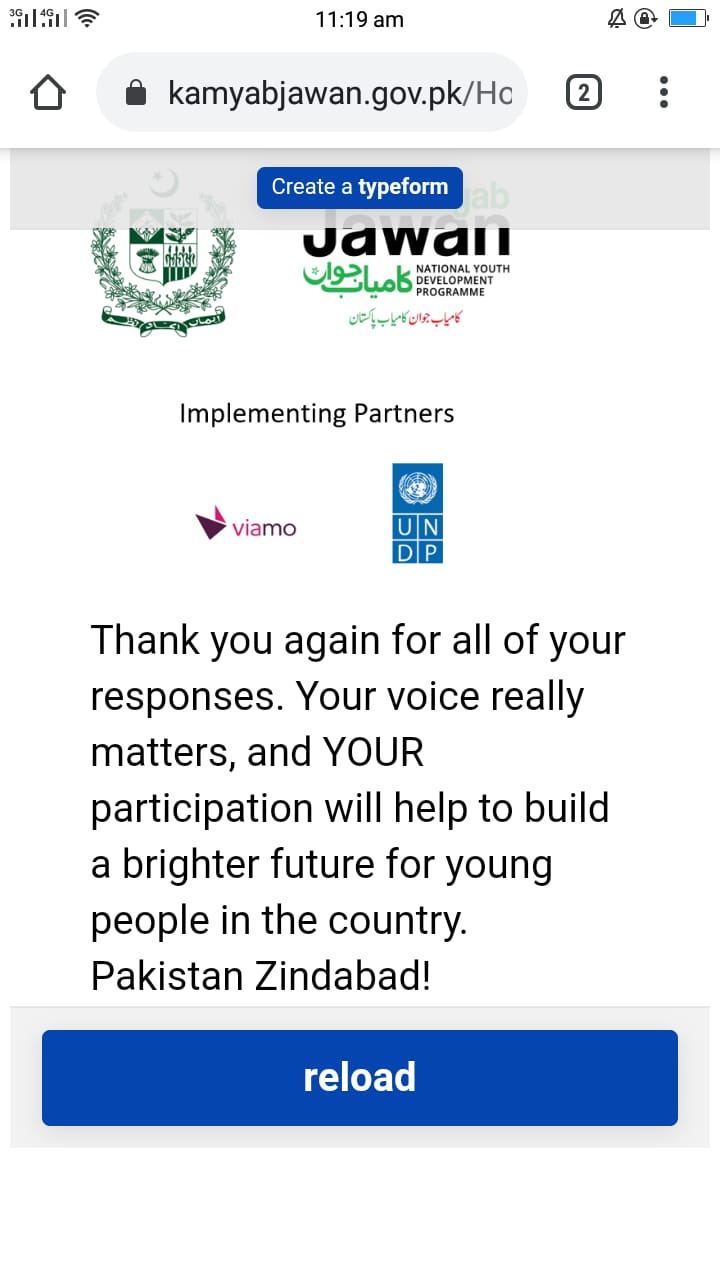 3G 4G 11:19 am
kamyabjawan.gov.pk/Ho
2
Create a typeform
Jawan
کامیاب جوان
NATIONAL YOUTH
DEVELOPMENT
PROGRAMME
کامیاب جوان کامیاب پاکستان
Implementing Partners
viamo
UN
DP
Thank you again for all of your
responses. Your voice really
matters, and YOUR
participation will help to build
a brighter future for young
people in the country.
Pakistan Zindabad!
reload